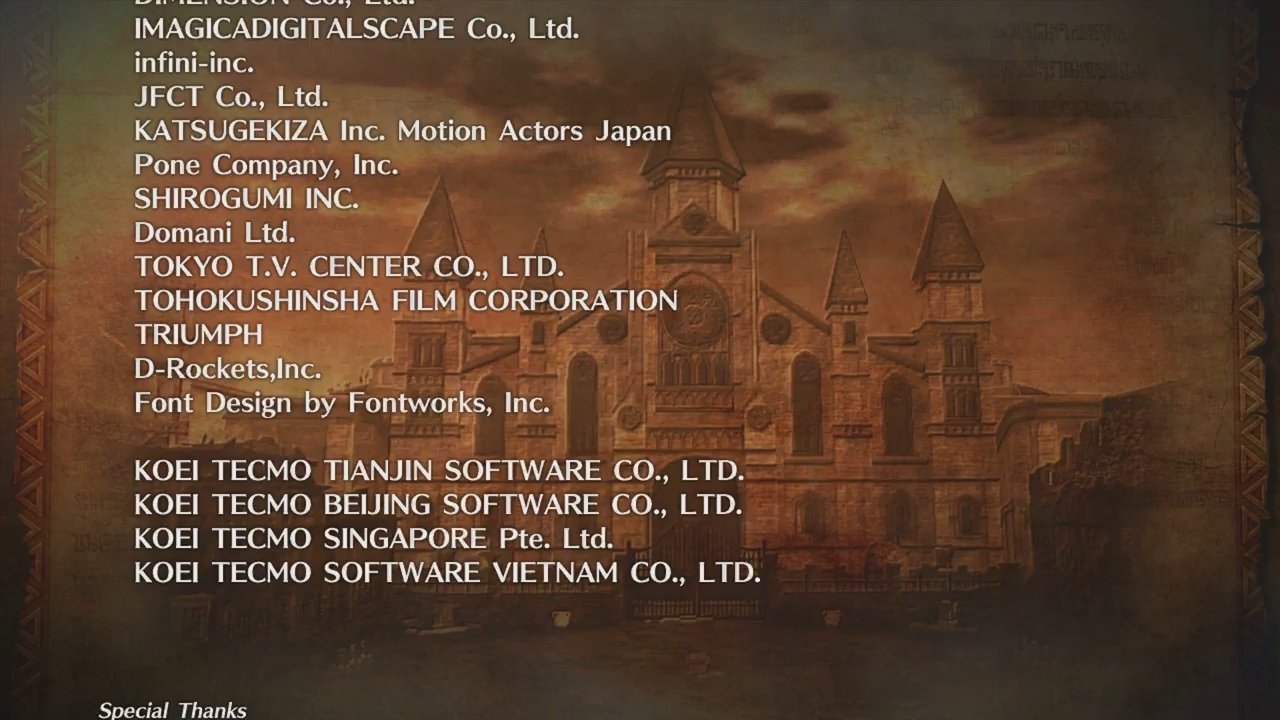 DIMENSION Co., Ltd.
IMAGICADIGITALSCAPE Co., Ltd.
infini-inc.
JFCT Co., Ltd.
KATSUGEKIZA Inc. Motion Actors Japan
Pone Company, Inc.
SHIROGUMI INC.
Domani Ltd.
TOKYO T.V. CENTER CO., LTD.
TOHOKUSHINSHA FILM CORPORATION
TRIUMPH
D-Rockets,Inc.
Font Design by Fontworks, Inc.
KOEI TECMO TIANJIN SOFTWARE CO., LTD.
KOEI TECMO BEIJING SOFTWARE CO., LTD.
KOEI TECMO SINGAPORE Pte. Ltd.
KOEI TECMO SOFTWARE VIETNAM CO., LTD.
Special Thanks